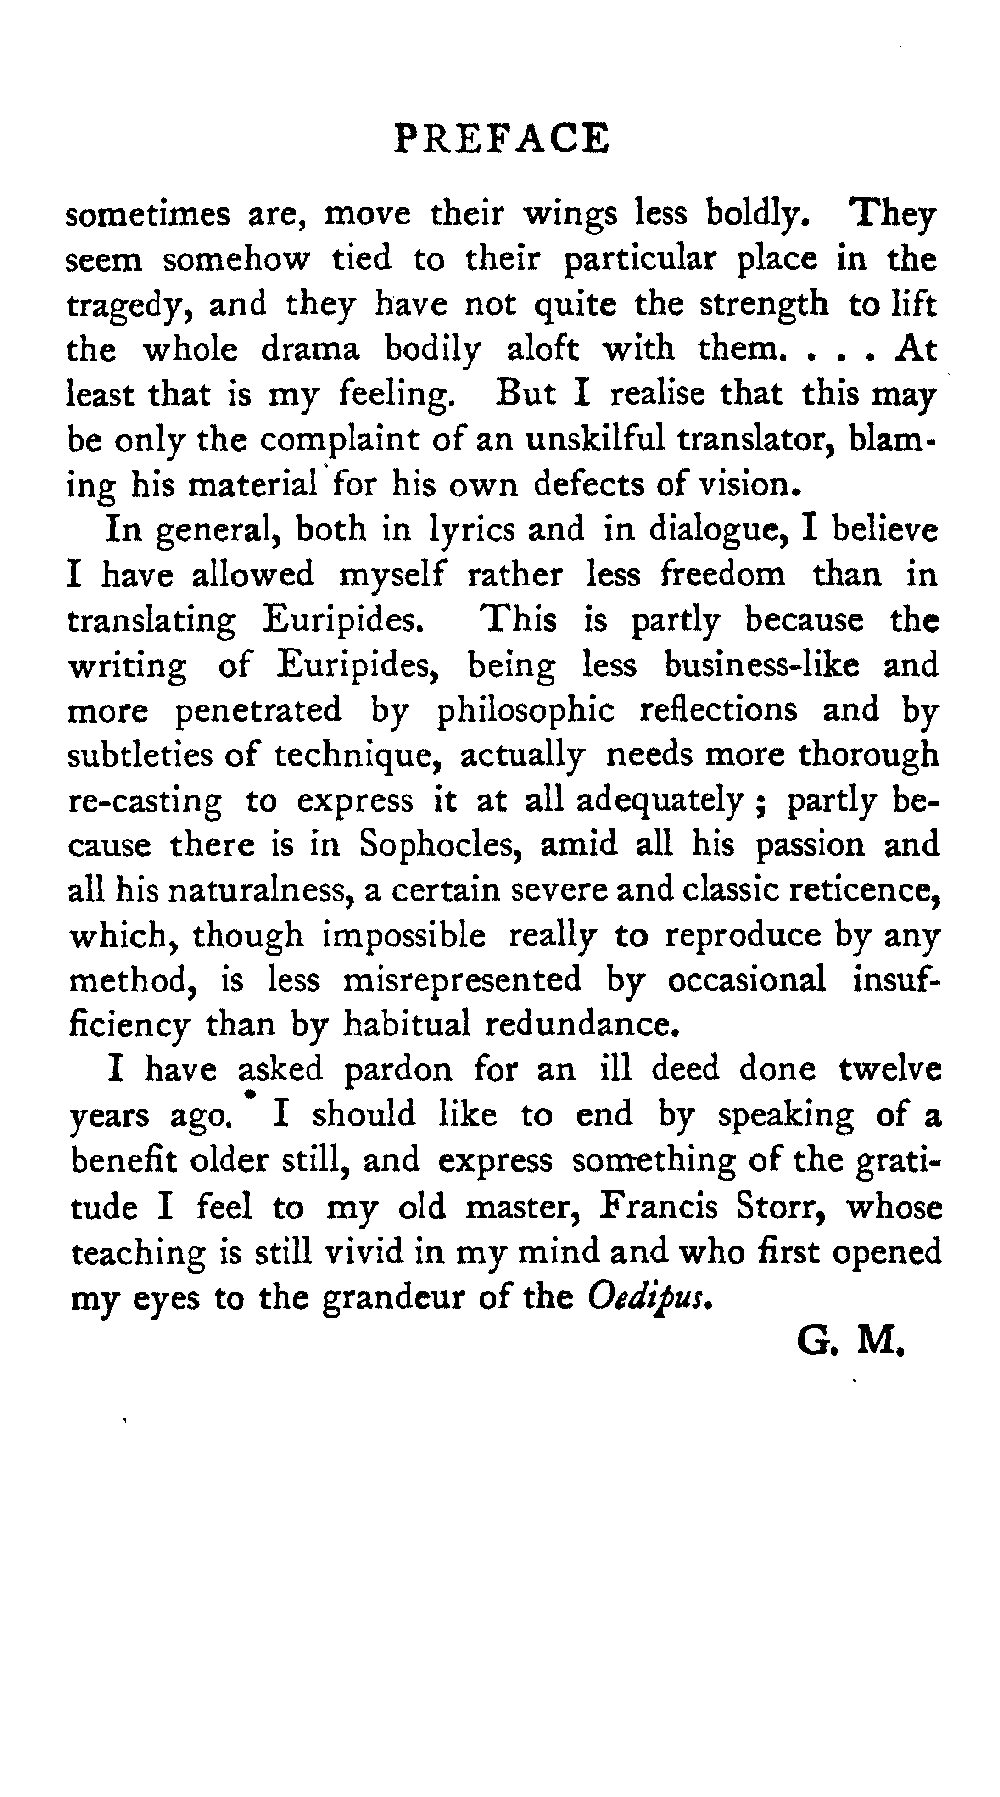 PREFACE
sometimes are, move their wings less boldly. They
seem somehow tied to their particular place in the
tragedy, and they have not quite the strength to lift
the whole drama bodily aloft with them. . . . At
least that is my feeling. But I realise that this may
be only the complaint of an unskilful translator, blam-
ing his material for his own defects of vision.
In general, both in lyrics and in dialogue, I believe
I have allowed myself rather less freedom than in
translating Euripides. This is partly because the
writing of Euripides, being less business-like and
more penetrated by philosophic reflections and by
subtleties of technique, actually needs more thorough
re-casting to express it at all adequately ; partly be-
cause there is in Sophocles, amid all his passion and
all his naturalness, a certain severe and classic reticence,
which, though impossible really to reproduce by any
method, is less misrepresented by occasional insuf-
ficiency than by habitual redundance.
I have asked pardon for an ill deed done twelve
years ago. I should like to end by speaking of a
benefit older still, and express something of the grati-
tude I feel to my old master, Francis Storr, whose
teaching is still vivid in my mind and who first opened
my eyes to the grandeur of the Oedipus.
G. M.